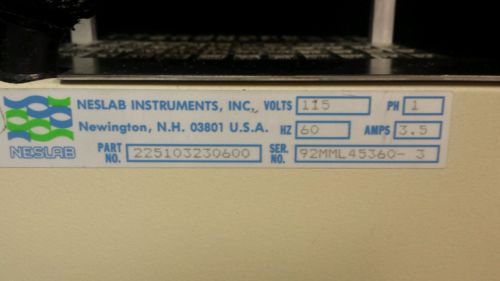 NESLAB INSTRUMENTS, INC. VOLTS 115 PH 1
Newington, N.H. 03801 U.S.A. HZ 60 AMPS 3.5
NESLAB PART NO. 225103230600 SER. NO. 92MML45360- 3